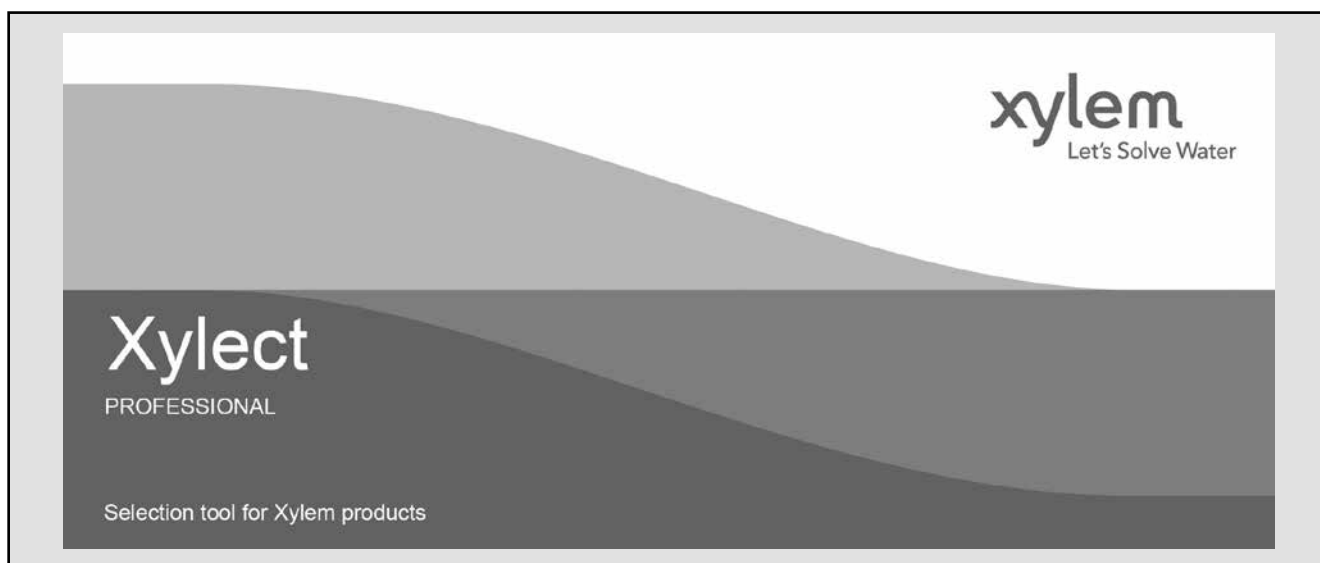 xylem
Let's Solve Water
Xylect
PROFESSIONAL
Selection tool for Xylem products